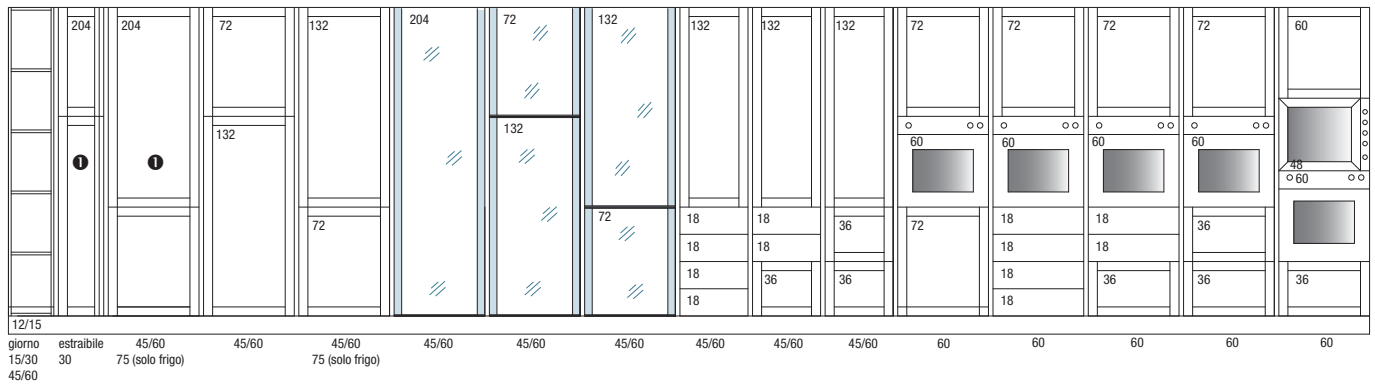 204 204 72 132 204 72 132 132 132 132 72 72 72 72 60
132 132
❶ ❶ 60 60 60 60 48
60
72 72 18 18 36 72 18 18 36
18 18 18 18
18 36 36 18 36 36 36
18 18
12/15
giorno estraibile 45/60 45/60 45/60 45/60 45/60 45/60 45/60 45/60 45/60 60 60 60 60 60
15/30 30 75 (solo frigo) 75 (solo frigo)
45/60